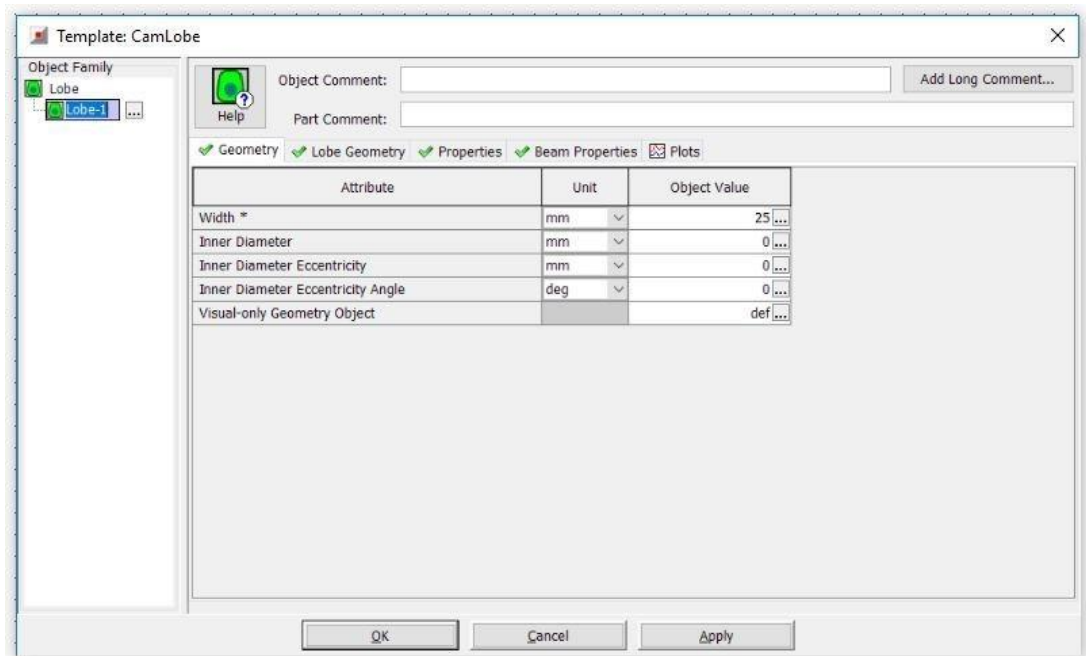 Template: CamLobe
Object Family
Lobe
Lobe-1 ...
Help
Object Comment:
Add Long Comment...
Part Comment:
Geometry Lobe Geometry Properties Beam Properties Plots
Attribute Unit Object Value
Width * mm 25 ...
Inner Diameter mm 0 ...
Inner Diameter Eccentricity mm 0 ...
Inner Diameter Eccentricity Angle deg 0 ...
Visual-only Geometry Object def ...
OK Cancel Apply